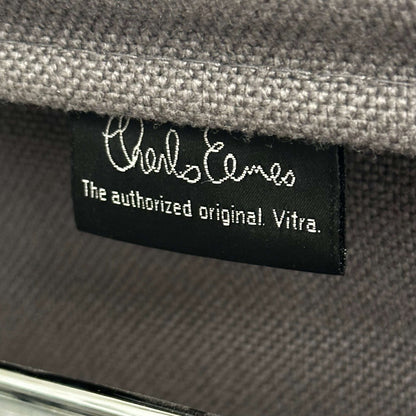 Charles Eames
The authorized original. Vitra.